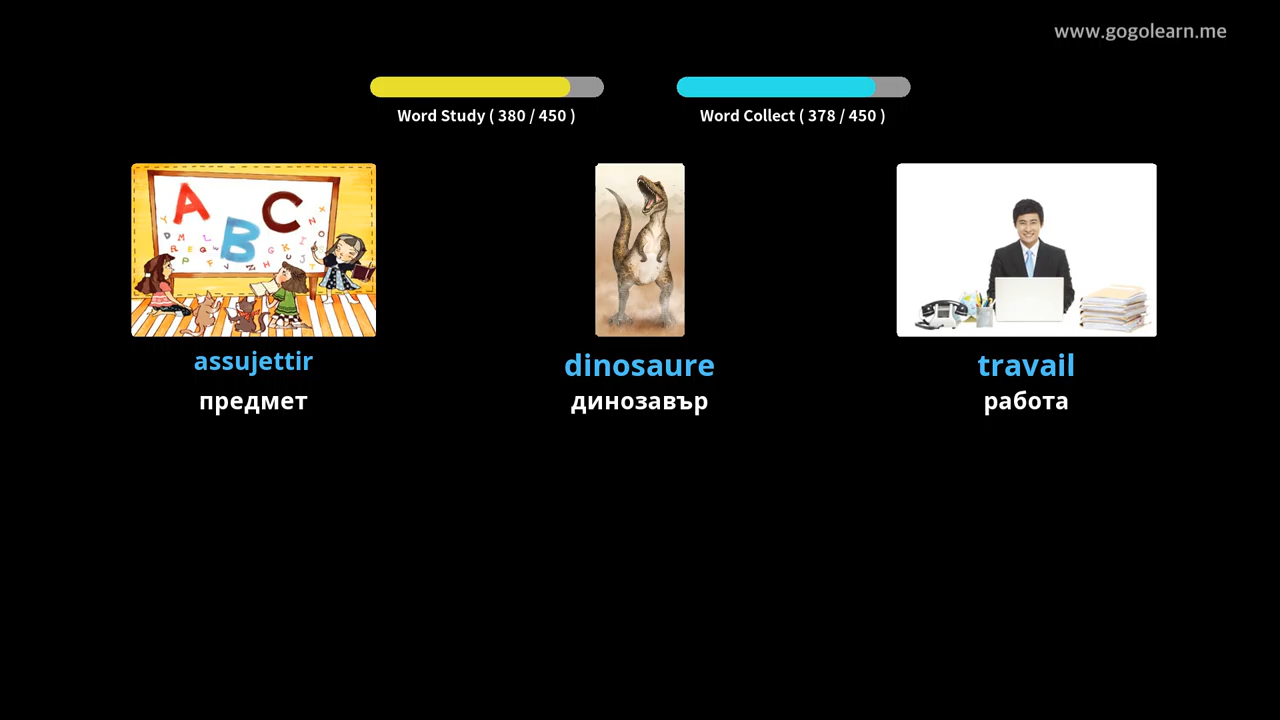 www.gogolearn.me
Word Study ( 380 / 450 )
Word Collect ( 378 / 450 )
A B C
assujettir
предмет
dinosaure
динозавър
travail
работа